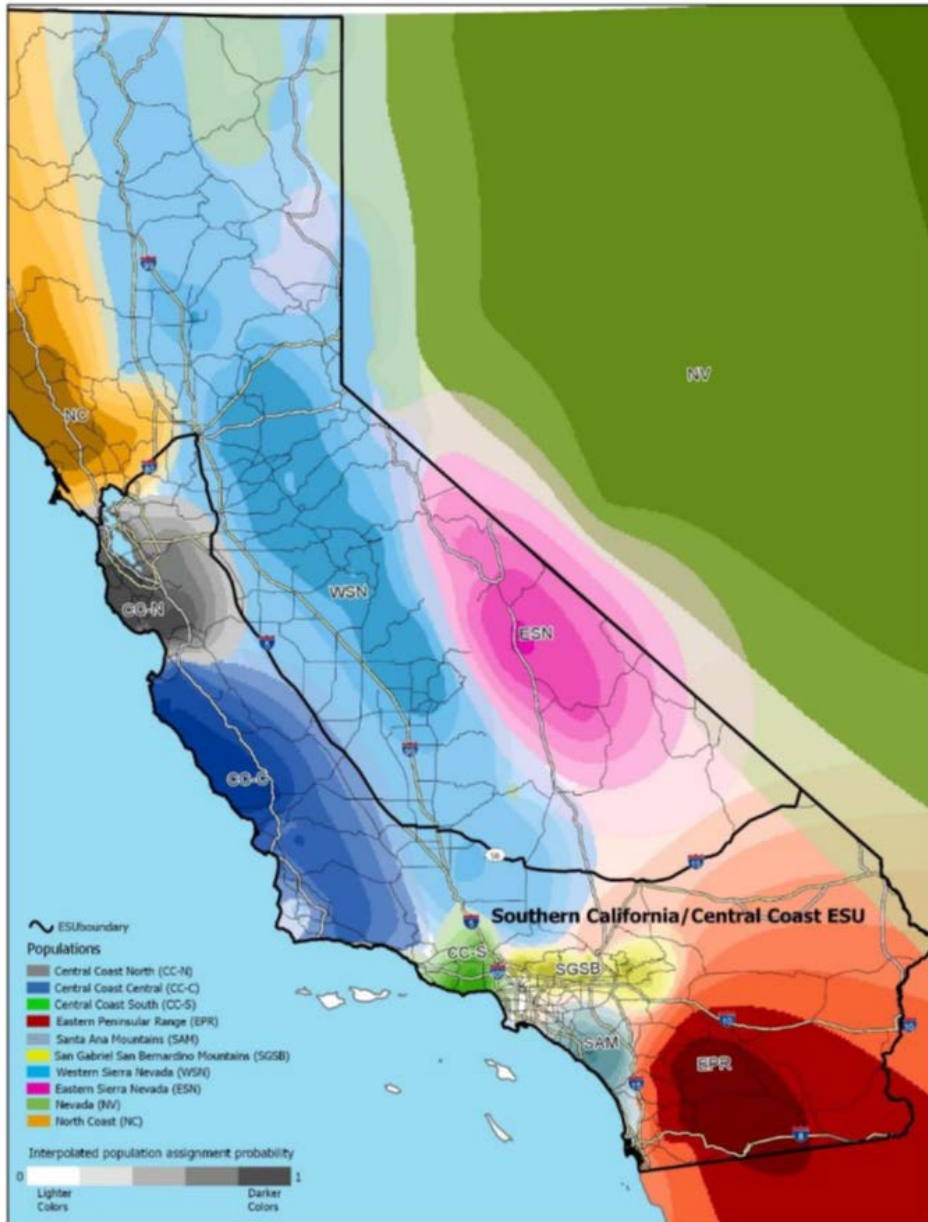 NV
NC
WSN
CC-N
ESN
CC-C
58
Southern California/Central Coast ESU
CC-S
SGSB
SAM
EPR
ESUboundary
Populations
Central Coast North (CC-N)
Central Coast Central (CC-C)
Central Coast South (CC-S)
Eastern Peninsular Range (EPR)
Santa Ana Mountains (SAM)
San Gabriel San Bernardino Mountains (SGSB)
Western Sierra Nevada (WSN)
Eastern Sierra Nevada (ESN)
Nevada (NV)
North Coast (NC)
Interpolated population assignment probability
0 1
Lighter Darker
Colors Colors